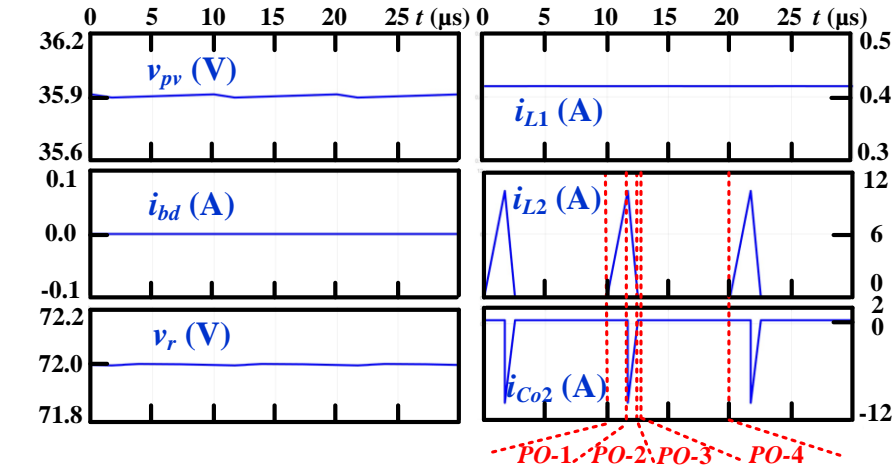 0 5 10 15 20 25 t (μs)
36.2
35.9
35.6
v_pv (V)
0.1
0.0
-0.1
i_bd (A)
72.2
72.0
71.8
v_r (V)
0 5 10 15 20 25 t (μs)
0.5
0.4
0.3
i_L1 (A)
12
6
0
i_L2 (A)
2
0
-12
i_Co2 (A)
PO-1 PO-2 PO-3 PO-4